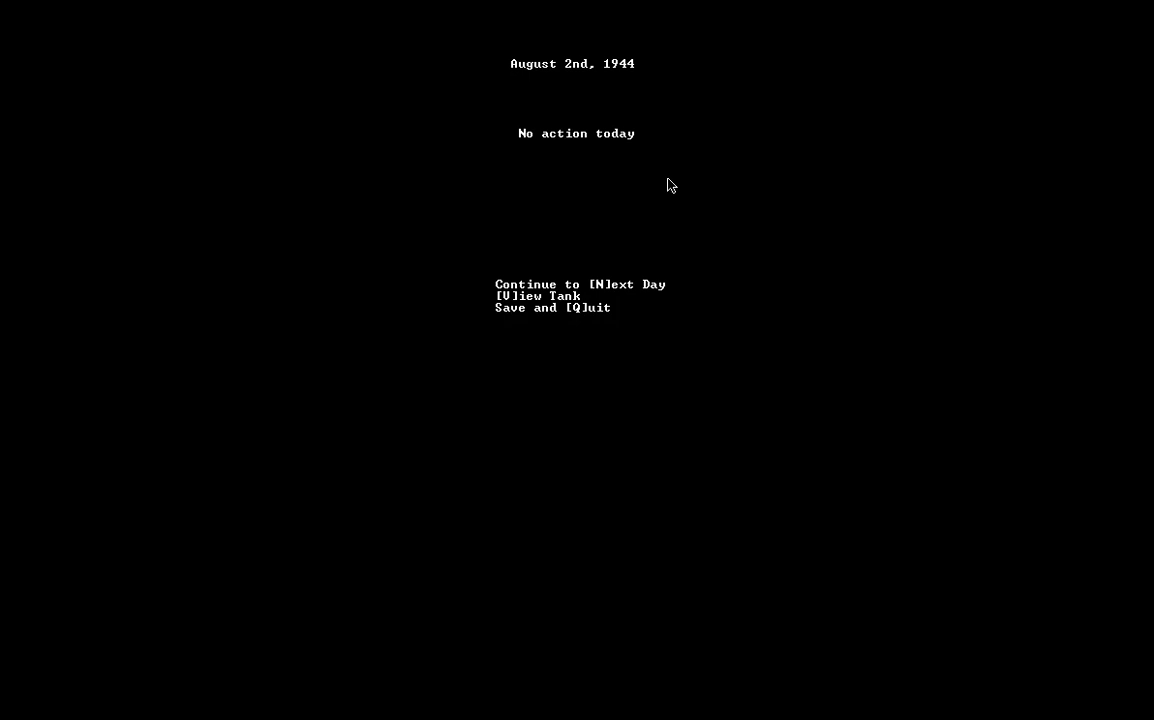 August 2nd, 1944
No action today
Continue to [N]ext Day
[V]iew Tank
Save and [Q]uit